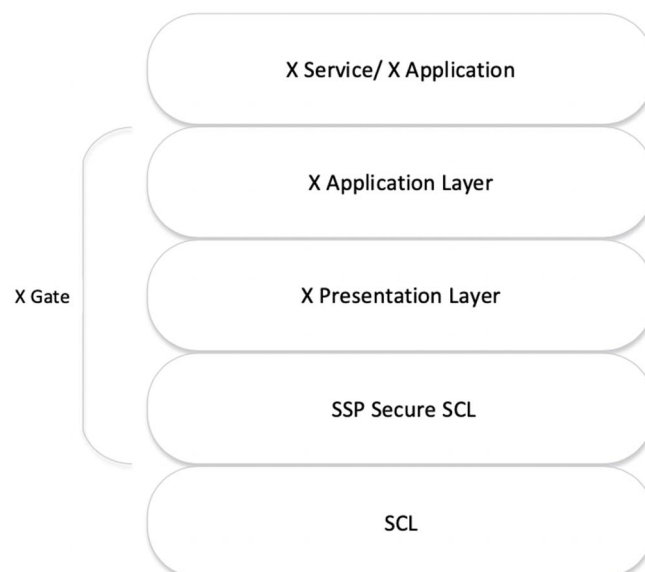 X Service/ X Application
X Application Layer
X Gate
X Presentation Layer
SSP Secure SCL
SCL